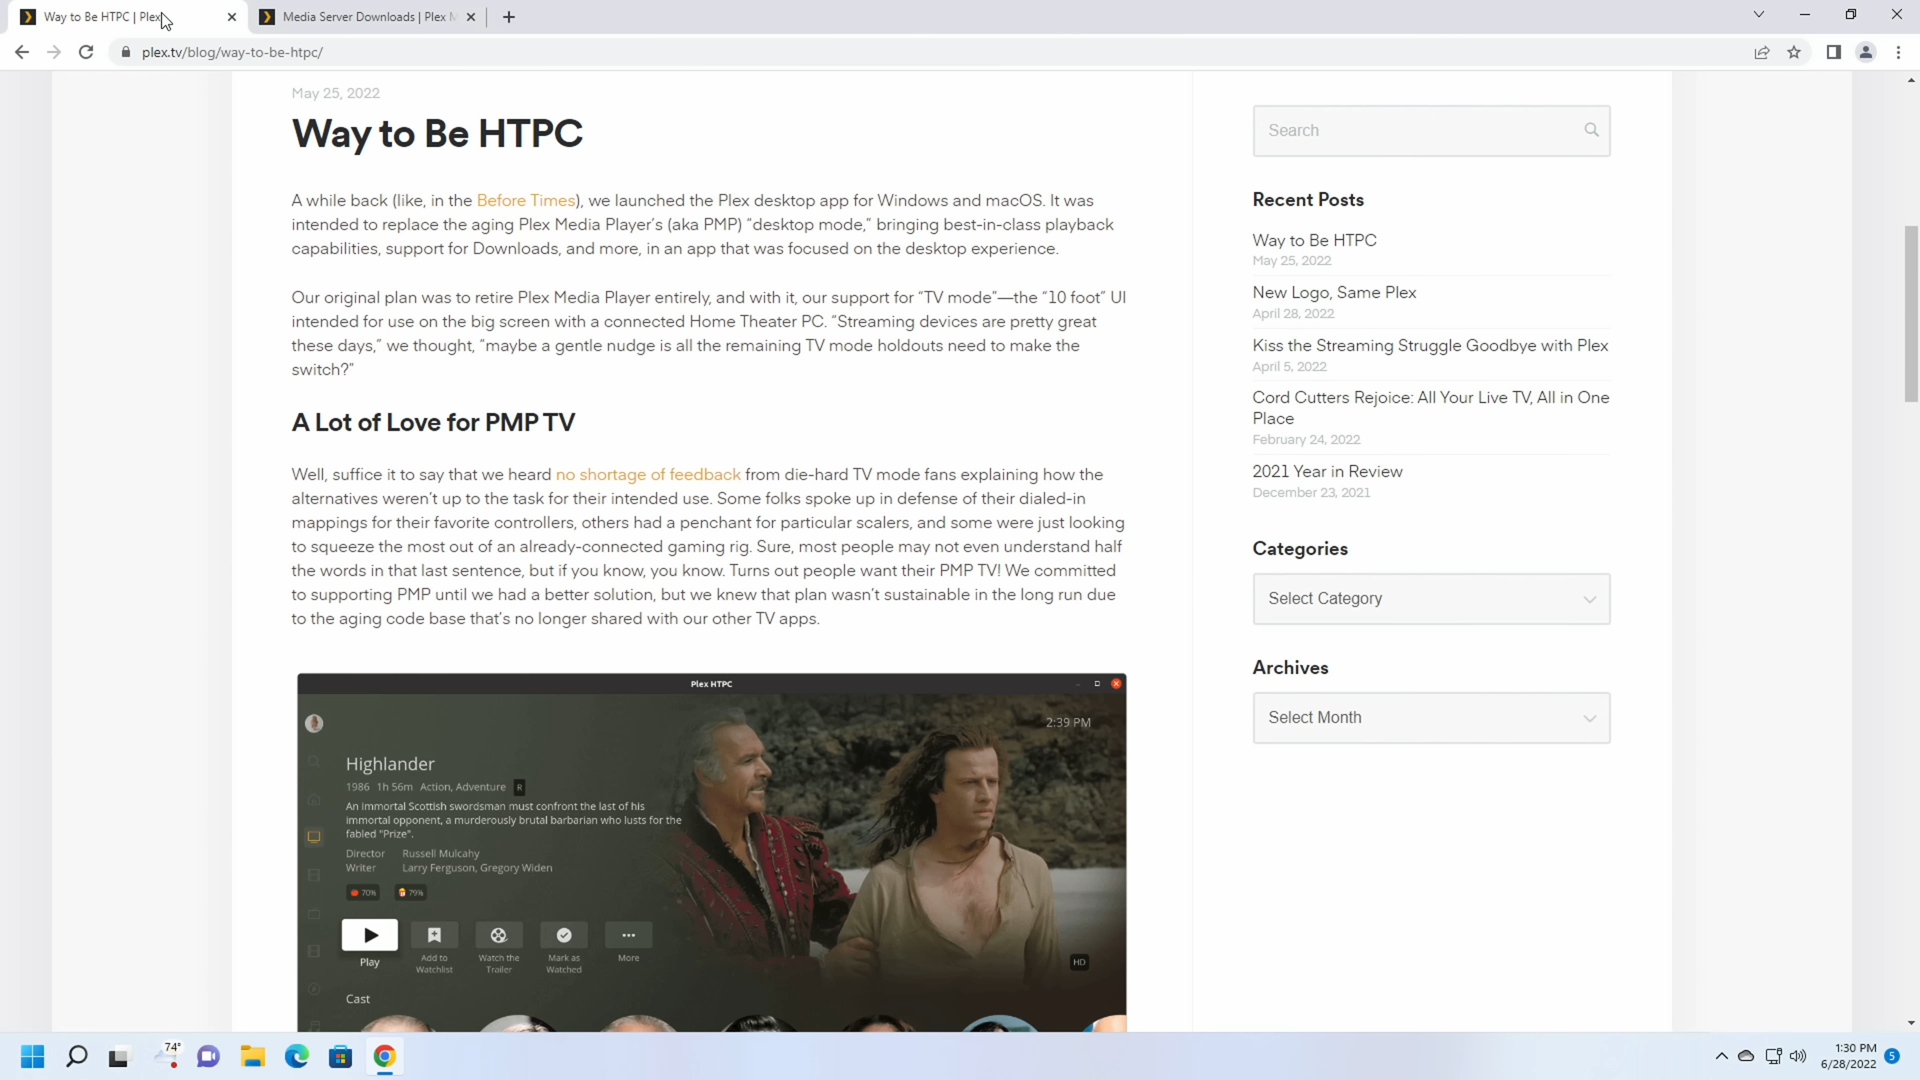 Way to Be HTPC | Plex
Media Server Downloads | Plex M
plex.tv/blog/way-to-be-htpc/
May 25, 2022
Way to Be HTPC
A while back (like, in the Before Times), we launched the Plex desktop app for Windows and macOS. It was
intended to replace the aging Plex Media Player's (aka PMP) “desktop mode,” bringing best-in-class playback
capabilities, support for Downloads, and more, in an app that was focused on the desktop experience.
Our original plan was to retire Plex Media Player entirely, and with it, our support for “TV mode”—the “10 foot” UI
intended for use on the big screen with a connected Home Theater PC. “Streaming devices are pretty great
these days,” we thought, “maybe a gentle nudge is all the remaining TV mode holdouts need to make the
switch?”
A Lot of Love for PMP TV
Well, suffice it to say that we heard no shortage of feedback from die-hard TV mode fans explaining how the
alternatives weren't up to the task for their intended use. Some folks spoke up in defense of their dialed-in
mappings for their favorite controllers, others had a penchant for particular scalers, and some were just looking
to squeeze the most out of an already-connected gaming rig. Sure, most people may not even understand half
the words in that last sentence, but if you know, you know. Turns out people want their PMP TV! We committed
to supporting PMP until we had a better solution, but we knew that plan wasn't sustainable in the long run due
to the aging code base that's no longer shared with our other TV apps.
Plex HTPC
2:39 PM
Highlander
1986 1h 56m Action, Adventure R
An immortal Scottish swordsman must confront the last of his
immortal opponent, a murderously brutal barbarian who lusts for the
fabled "Prize".
Director Russell Mulcahy
Writer Larry Ferguson, Gregory Widen
70% 79%
Play
Add to
Watchlist
Watch the
Trailer
Mark as
Watched
More
HD
Cast
Search
Recent Posts
Way to Be HTPC
May 25, 2022
New Logo, Same Plex
April 28, 2022
Kiss the Streaming Struggle Goodbye with Plex
April 5, 2022
Cord Cutters Rejoice: All Your Live TV, All in One
Place
February 24, 2022
2021 Year in Review
December 23, 2021
Categories
Select Category
Archives
Select Month
74°
1:30 PM
6/28/2022
5